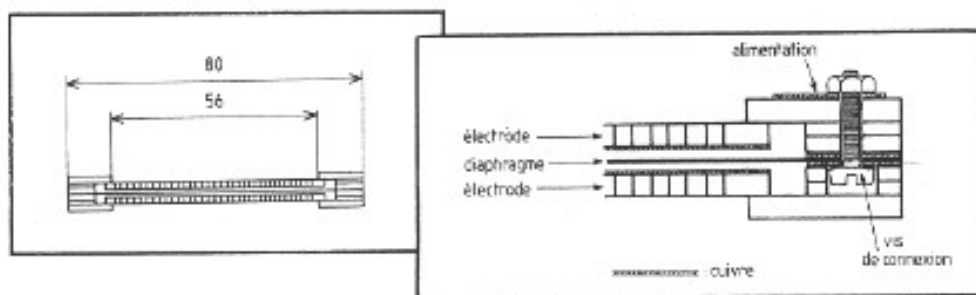 80
56
alimentation
électrode
diaphragme
électrode
vis
de connexion
: cuivre